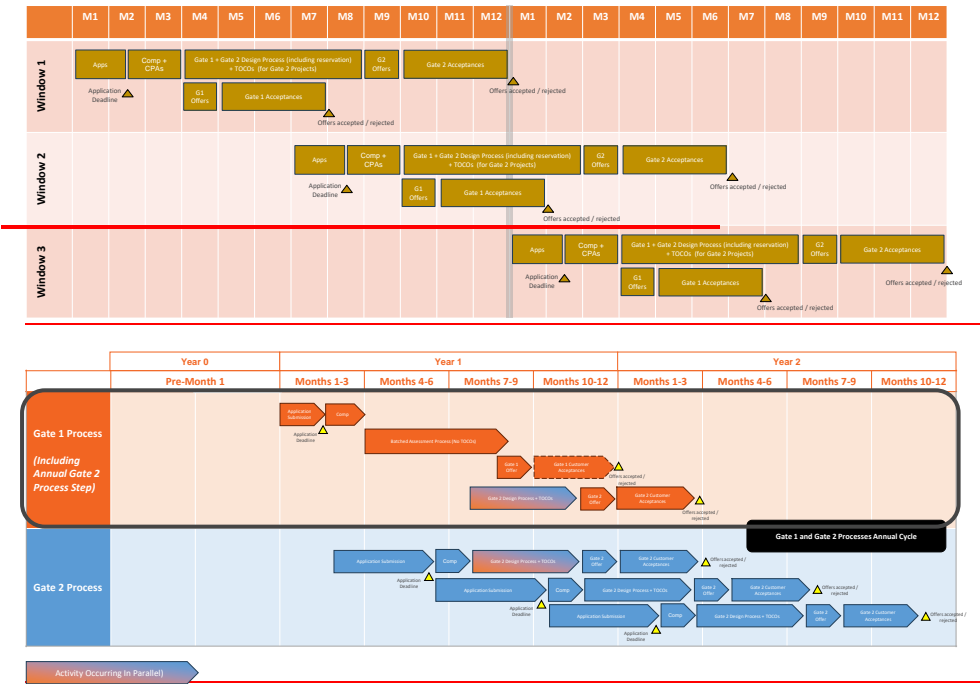 M1 M2 M3 M4 M5 M6 M7 M8 M9 M10 M11 M12 M1 M2 M3 M4 M5 M6 M7 M8 M9 M10 M11 M12
Window 1
Apps
Comp +
CPAs
Gate 1 + Gate 2 Design Process (including reservation)
+ TOCOs (for Gate 2 Projects)
G2
Offers
Gate 2 Acceptances
Application
Deadline
G1
Offers
Gate 1 Acceptances
Offers accepted / rejected
Offers accepted / rejected
Window 2
Apps
Comp +
CPAs
Gate 1 + Gate 2 Design Process (including reservation)
+ TOCOs (for Gate 2 Projects)
G2
Offers
Gate 2 Acceptances
Application
Deadline
G1
Offers
Gate 1 Acceptances
Offers accepted / rejected
Offers accepted / rejected
Window 3
Apps
Comp +
CPAs
Gate 1 + Gate 2 Design Process (including reservation)
+ TOCOs (for Gate 2 Projects)
G2
Offers
Gate 2 Acceptances
Application
Deadline
G1
Offers
Gate 1 Acceptances
Offers accepted / rejected
Offers accepted / rejected
Year 0 Year 1 Year 2
Pre-Month 1 Months 1-3 Months 4-6 Months 7-9 Months 10-12 Months 1-3 Months 4-6 Months 7-9 Months 10-12
Gate 1 Process
(Including
Annual Gate 2
Process Step)
Application
Submission
Comp
Application
Deadline
Batched Assessment Process (No TOCOs)
Gate 1
Offer
Gate 1 Customer
Acceptances
Offers accepted /
rejected
Gate 2 Design Process + TOCOs
Gate 2
Offer
Gate 2 Customer
Acceptances
Offers accepted /
rejected
Gate 1 and Gate 2 Processes Annual Cycle
Gate 2 Process
Application Submission
Comp
Gate 2 Design Process + TOCOs
Gate 2
Offer
Gate 2 Customer
Acceptances
Offers accepted /
rejected
Application
Deadline
Application Submission
Comp
Gate 2 Design Process + TOCOs
Gate 2
Offer
Gate 2 Customer
Acceptances
Offers accepted /
rejected
Application
Deadline
Application Submission
Comp
Gate 2 Design Process + TOCOs
Gate 2
Offer
Gate 2 Customer
Acceptances
Offers accepted /
rejected
Application
Deadline
Activity Occurring In Parallel)